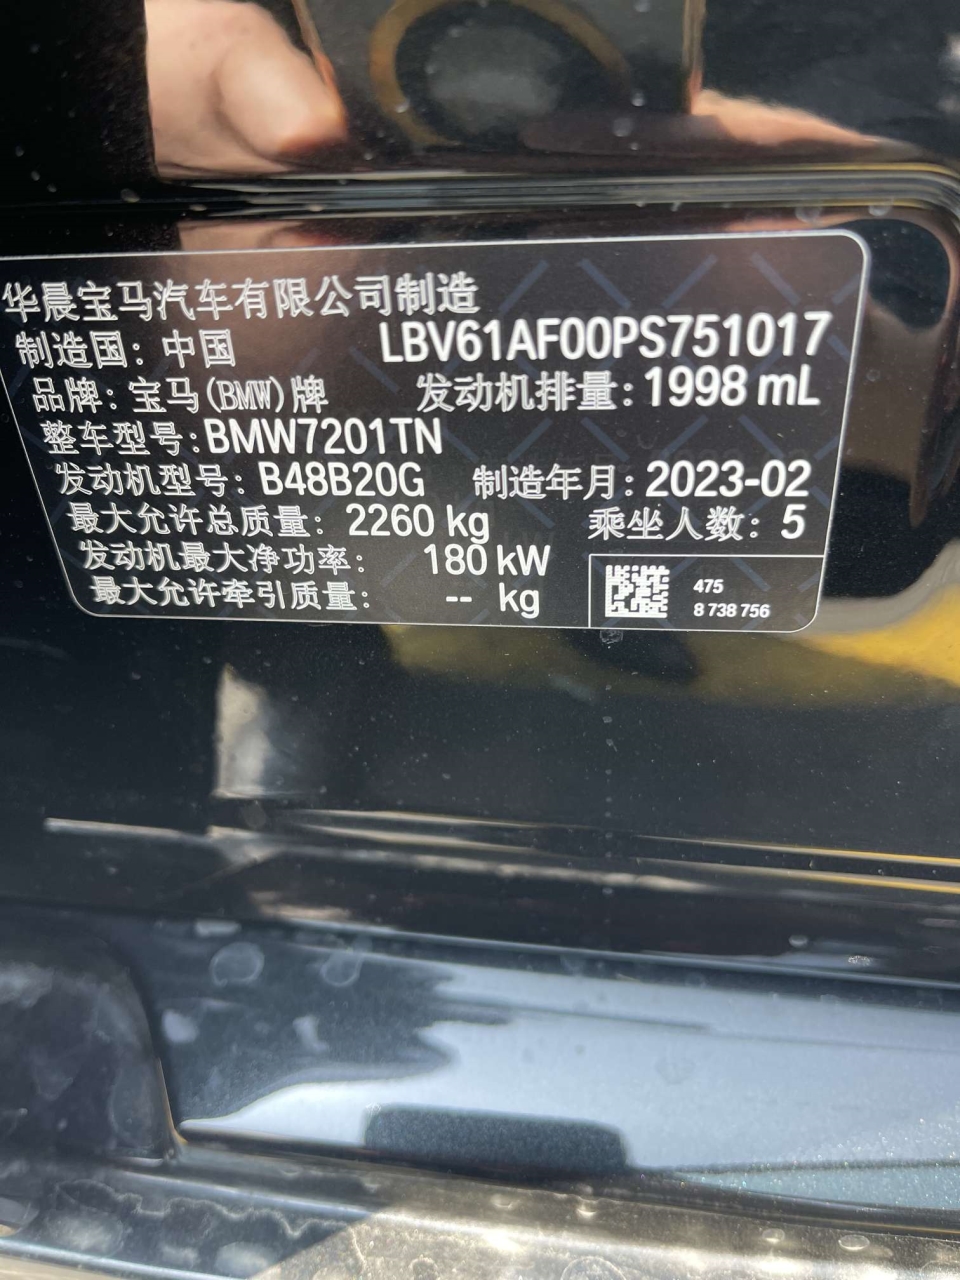 华晨宝马汽车有限公司制造
制造国：中国 LBV61AF00PS751017
品牌：宝马(BMW)牌 发动机排量：1998 mL
整车型号：BMW7201TN
发动机型号：B48B20G 制造年月：2023-02
最大允许总质量：2260 kg 乘坐人数：5
发动机最大净功率：180 kW
最大允许牵引质量：-- kg
475
8 738 756